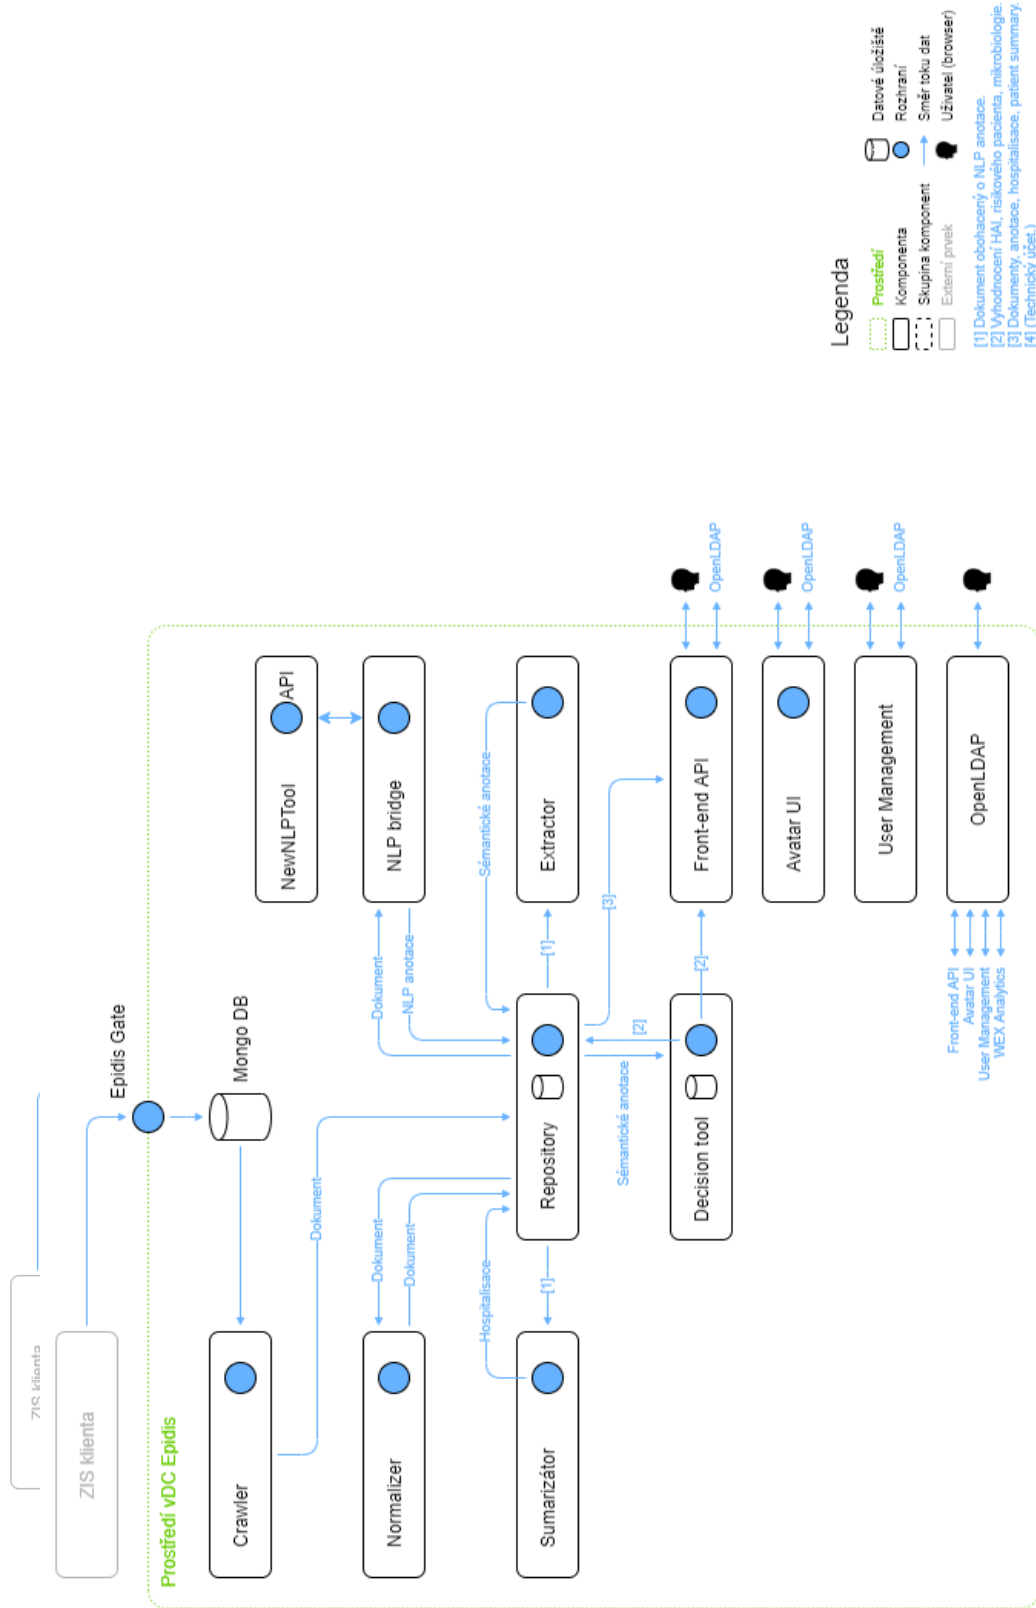 ZIS klienta
ZIS klienta
Epidis Gate
Prostředí vDC Epidis
Mongo DB
Crawler
NewNLPTool
API
Dokument
Normalizer
Dokument
Dokument
Dokument
NLP anotace
NLP bridge
Hospitalisace
Sémantické anotace
Sumarizátor
[1]
Repository
[1]
Extractor
Sémantické anotace
[2]
[3]
Decision tool
[2]
Front-end API
OpenLDAP
Avatar UI
OpenLDAP
User Management
OpenLDAP
Front-end API
Avatar UI
User Management
WEX Analytics
OpenLDAP
Legenda
Prostředí
Datové úložiště
Komponenta
Rozhraní
Skupina komponent
Směr toku dat
Externí prvek
Uživatel (browser)
[1] Dokument obohacený o NLP anotace.
[2] Vyhodnocení HAI, risikového pacienta, mikrobiologie.
[3] Dokumenty, anotace, hospitalisace, patient summary.
[4] (Technický účet.)